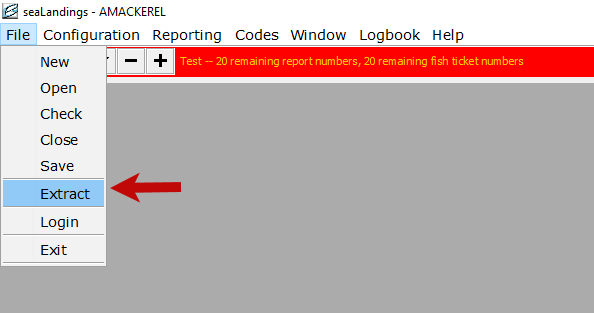 seaLandings - AMACKEREL
File Configuration Reporting Codes Window Logbook Help
Test -- 20 remaining report numbers, 20 remaining fish ticket numbers
New
Open
Check
Close
Save
Extract
Login
Exit